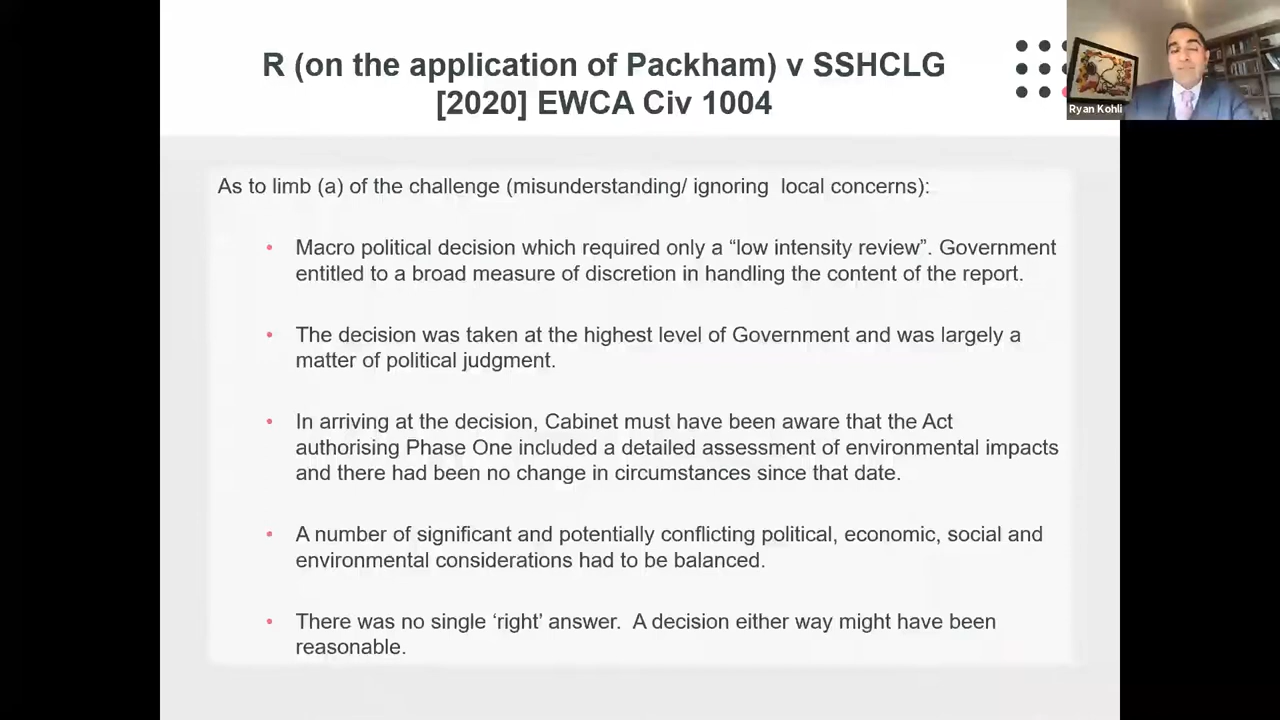 R (on the application of Packham) v SSHCLG
[2020] EWCA Civ 1004
Ryan Kohli
As to limb (a) of the challenge (misunderstanding/ ignoring  local concerns):
• Macro political decision which required only a “low intensity review”. Government
entitled to a broad measure of discretion in handling the content of the report.
• The decision was taken at the highest level of Government and was largely a
matter of political judgment.
• In arriving at the decision, Cabinet must have been aware that the Act
authorising Phase One included a detailed assessment of environmental impacts
and there had been no change in circumstances since that date.
• A number of significant and potentially conflicting political, economic, social and
environmental considerations had to be balanced.
• There was no single ‘right’ answer.  A decision either way might have been
reasonable.